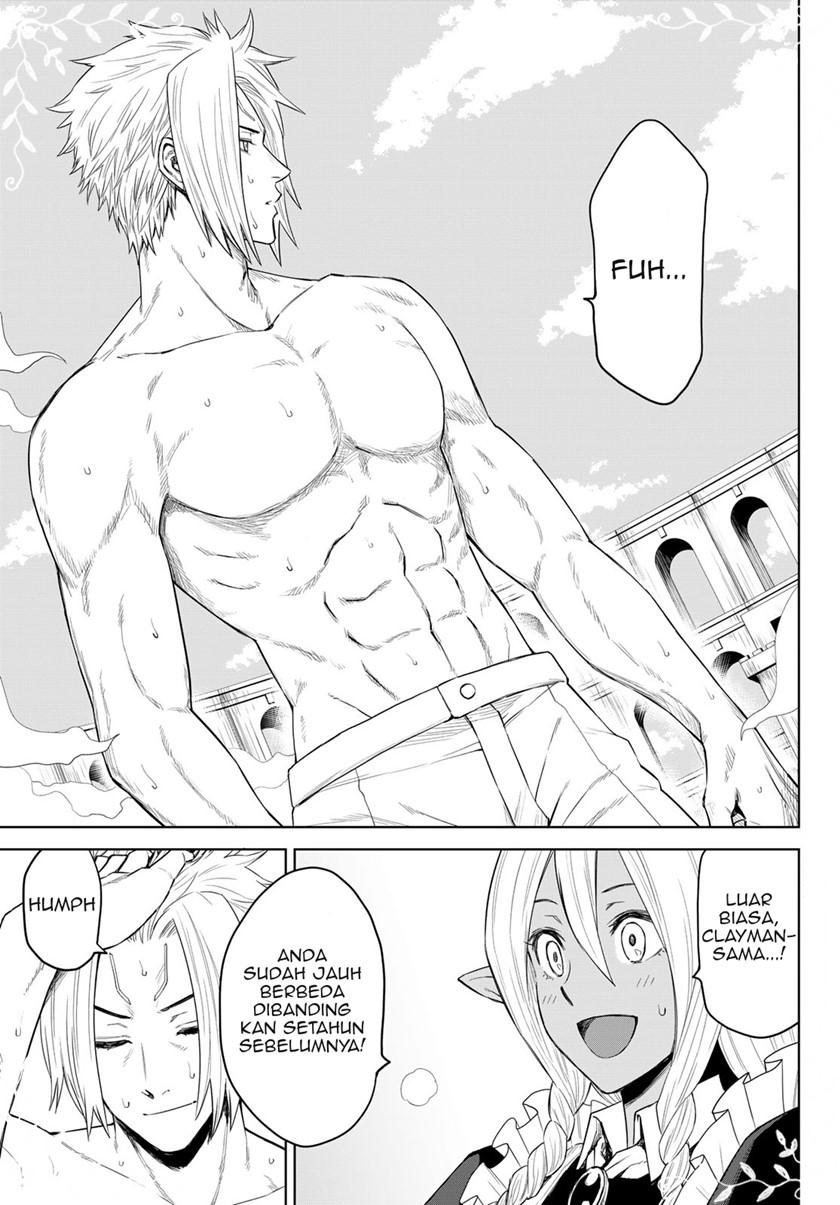 FUH...
LUAR
BIASA,
CLAYMAN-
SAMA...!
ANDA
SUDAH JAUH
BERBEDA
DIBANDING
KAN SETAHUN
SEBELUMNYA!
HUMPH